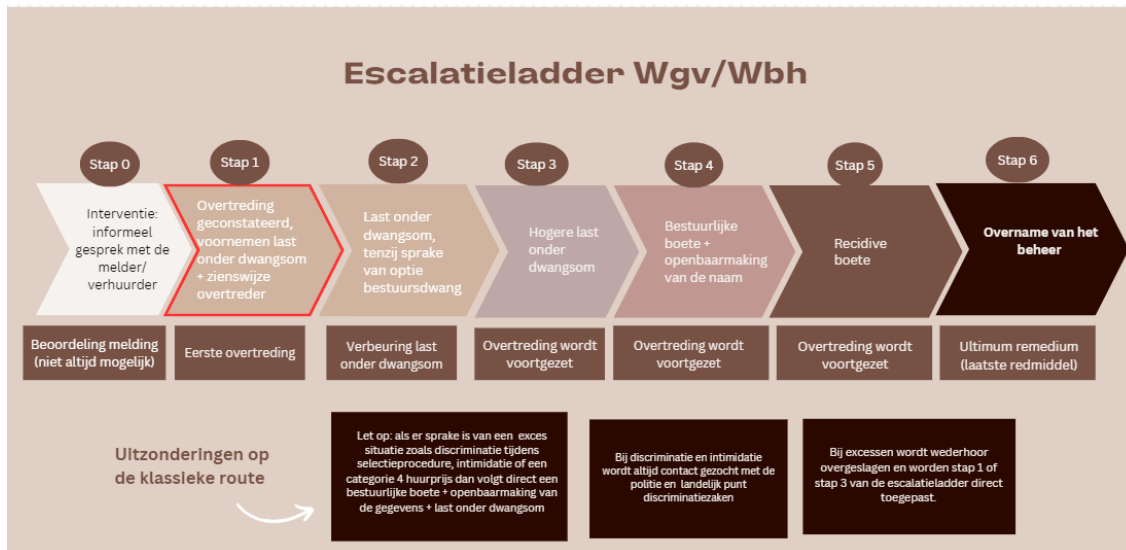 Escalatieladder Wgv/Wbh
Stap 0
Interventie:
informeel
gesprek met de
melder/
verhuurder
Beoordeling melding
(niet altijd mogelijk)
Stap 1
Overtreding
geconstateerd,
voornemen last
onder dwangsom
+ zienswijze
overtreder
Eerste overtreding
Stap 2
Last onder
dwangsom,
tenzij sprake
van optie
bestuursdwang
Verbeuring last
onder dwangsom
Stap 3
Hogere last
onder
dwangsom
Overtreding wordt
voortgezet
Stap 4
Bestuurlijke
boete +
openbaarmaking
van de naam
Overtreding wordt
voortgezet
Stap 5
Recidive
boete
Overtreding wordt
voortgezet
Stap 6
Overname van het
beheer
Ultimum remedium
(laatste redmiddel)
Uitzonderingen op
de klassieke route
Let op: als er sprake is van een exces
situatie zoals discriminatie tijdens
selectieprocedure, intimidatie of een
categorie 4 huurprijs dan volgt direct een
bestuurlijke boete + openbaarmaking van
de gegevens + last onder dwangsom
Bij discriminatie en intimidatie
wordt altijd contact gezocht met de
politie en landelijk punt
discriminatiezaken
Bij excessen wordt wederhoor
overgeslagen en worden stap 1 of
stap 3 van de escalatieladder direct
toegepast.